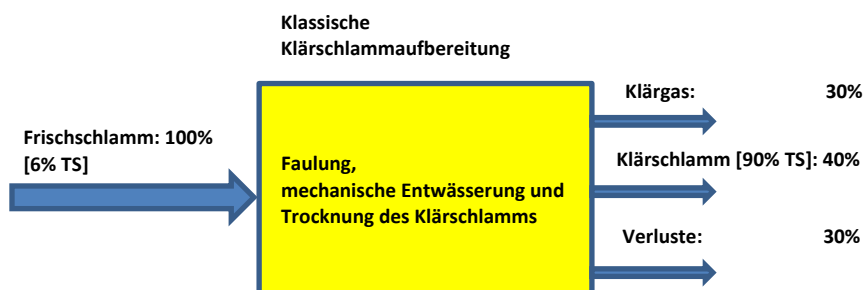 Klassische
Klärschlammaufbereitung
Frischschlamm: 100%
[6% TS]
Faulung,
mechanische Entwässerung und
Trocknung des Klärschlamms
Klärgas: 30%
Klärschlamm [90% TS]: 40%
Verluste: 30%